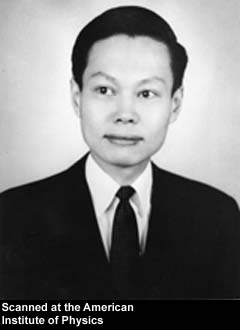 Scanned at the American
Institute of Physics